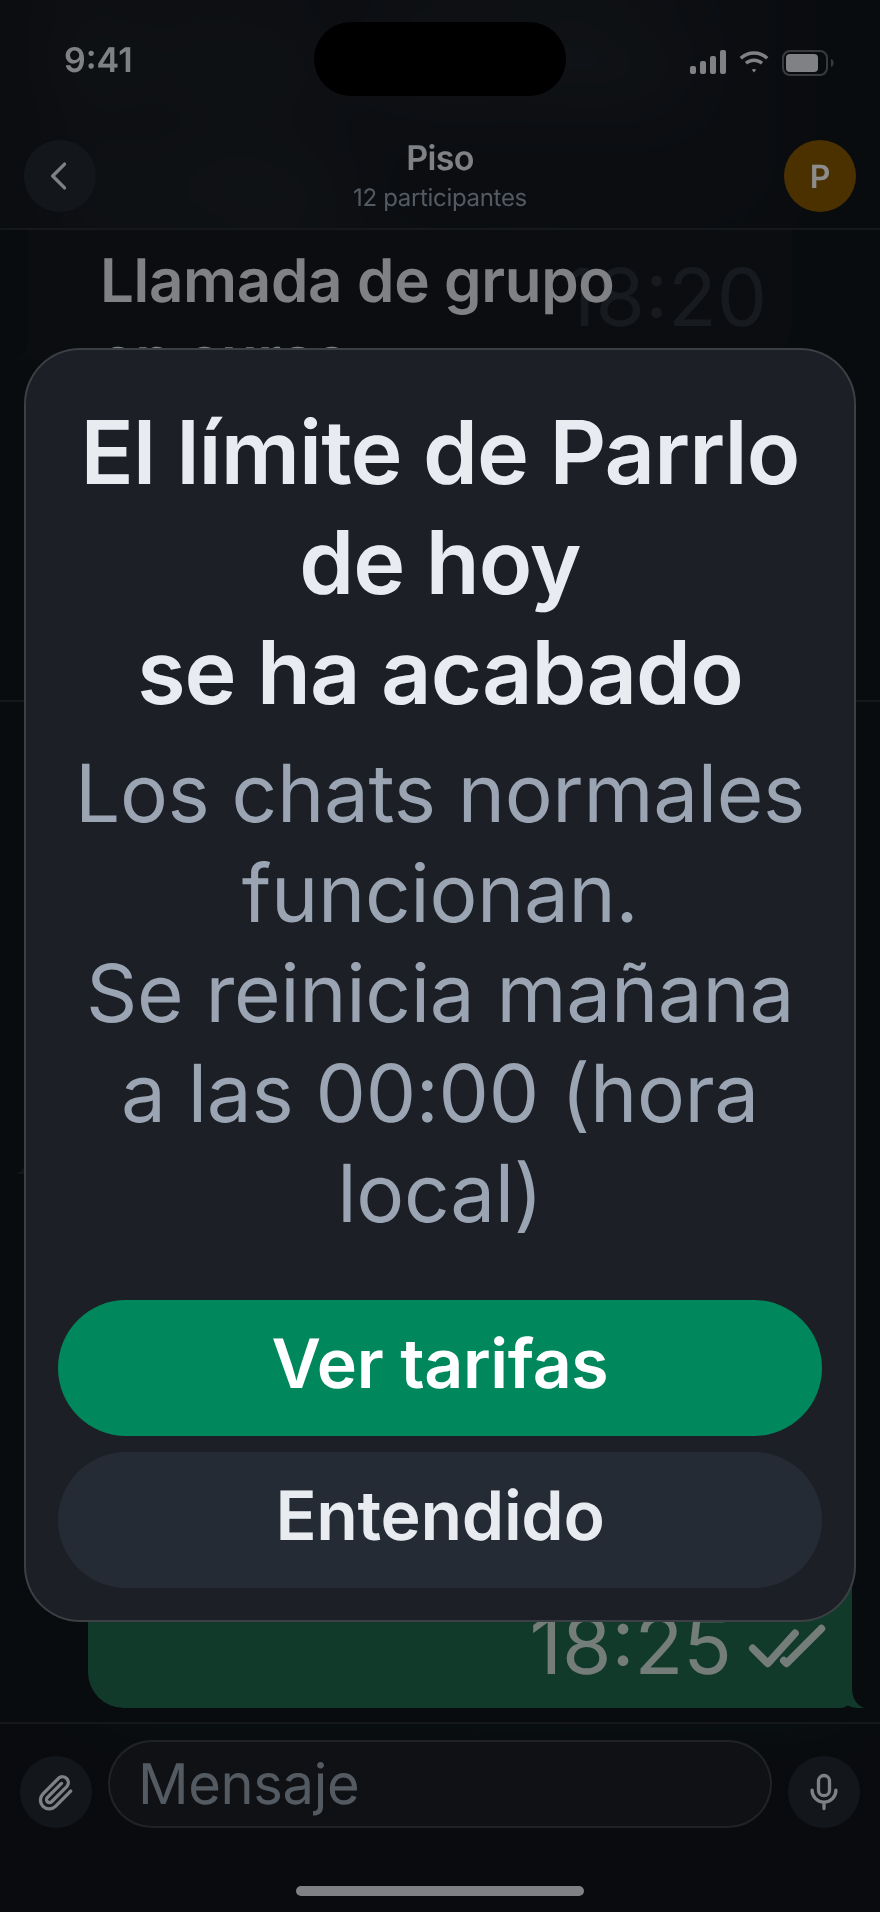 9:41
Piso
12 participantes
P
Llamada de grupo
18:20
El límite de Parrlo
de hoy
se ha acabado
Los chats normales
funcionan.
Se reinicia mañana
a las 00:00 (hora
local)
Ver tarifas
Entendido
18:25
Mensaje